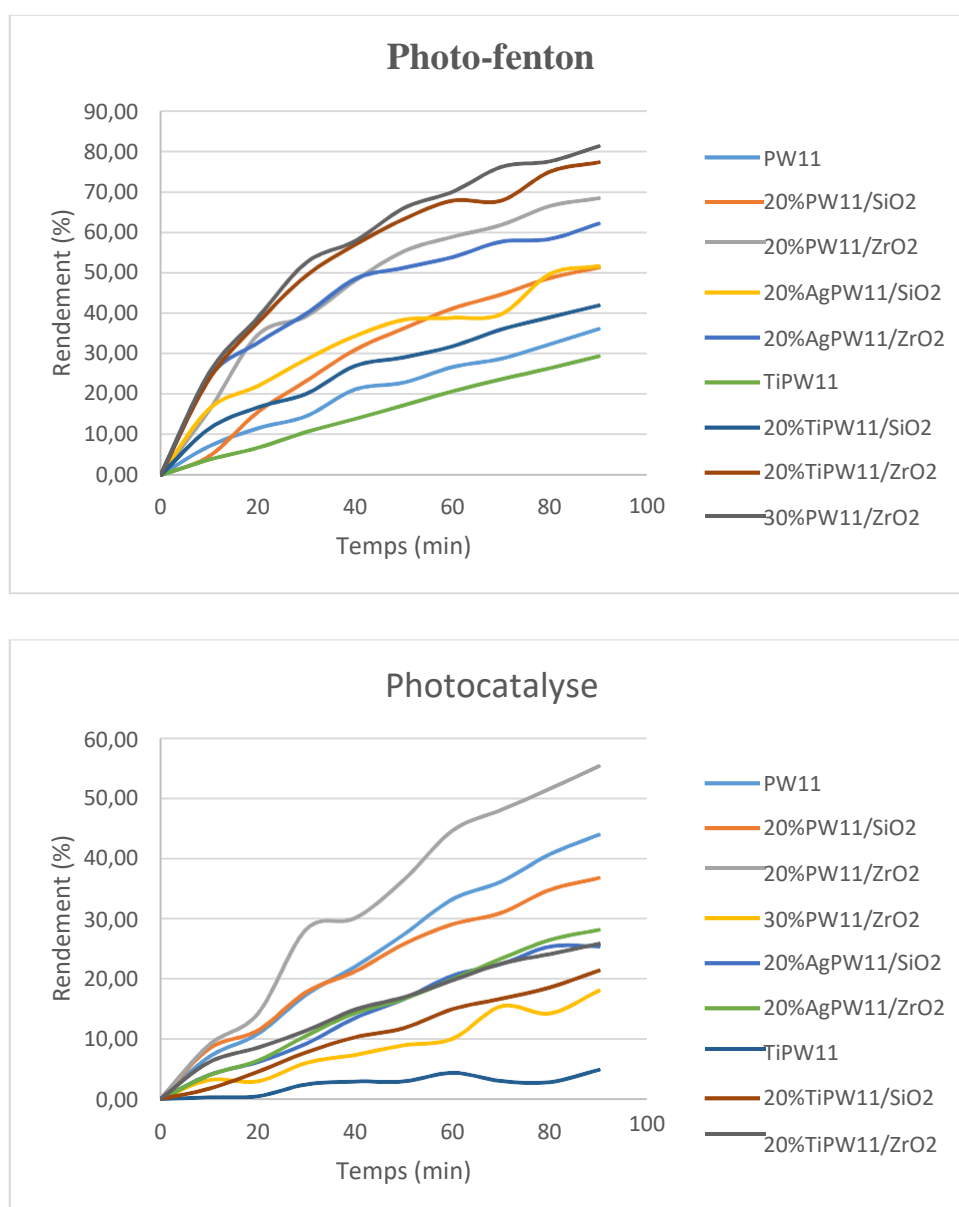 Photo-fenton
90,00
80,00
70,00
60,00
50,00
40,00
30,00
20,00
10,00
0,00
Rendement (%)
0 20 40 60 80 100
Temps (min)
PW11
20%PW11/SiO2
20%PW11/ZrO2
20%AgPW11/SiO2
20%AgPW11/ZrO2
TiPW11
20%TiPW11/SiO2
20%TiPW11/ZrO2
30%PW11/ZrO2
Photocatalyse
60,00
50,00
40,00
30,00
20,00
10,00
0,00
Rendement (%)
0 20 40 60 80 100
Temps (min)
PW11
20%PW11/SiO2
20%PW11/ZrO2
30%PW11/ZrO2
20%AgPW11/SiO2
20%AgPW11/ZrO2
TiPW11
20%TiPW11/SiO2
20%TiPW11/ZrO2